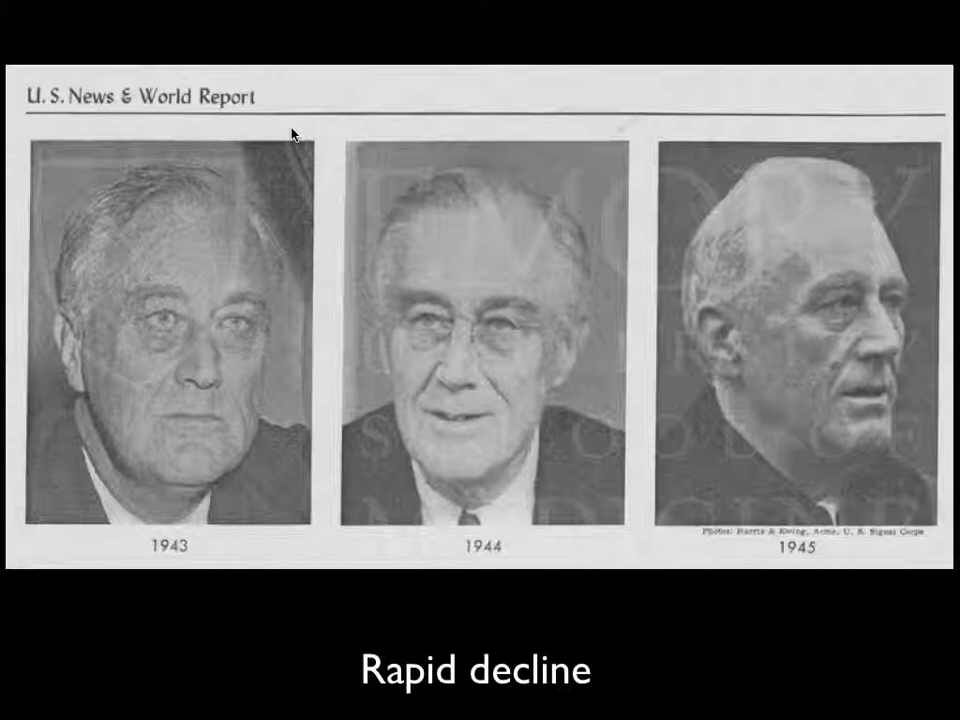 U. S. News & World Report
Photos: Harris & Ewing, Acme, U. S. Signal Corps
1943
1944
1945
Rapid decline